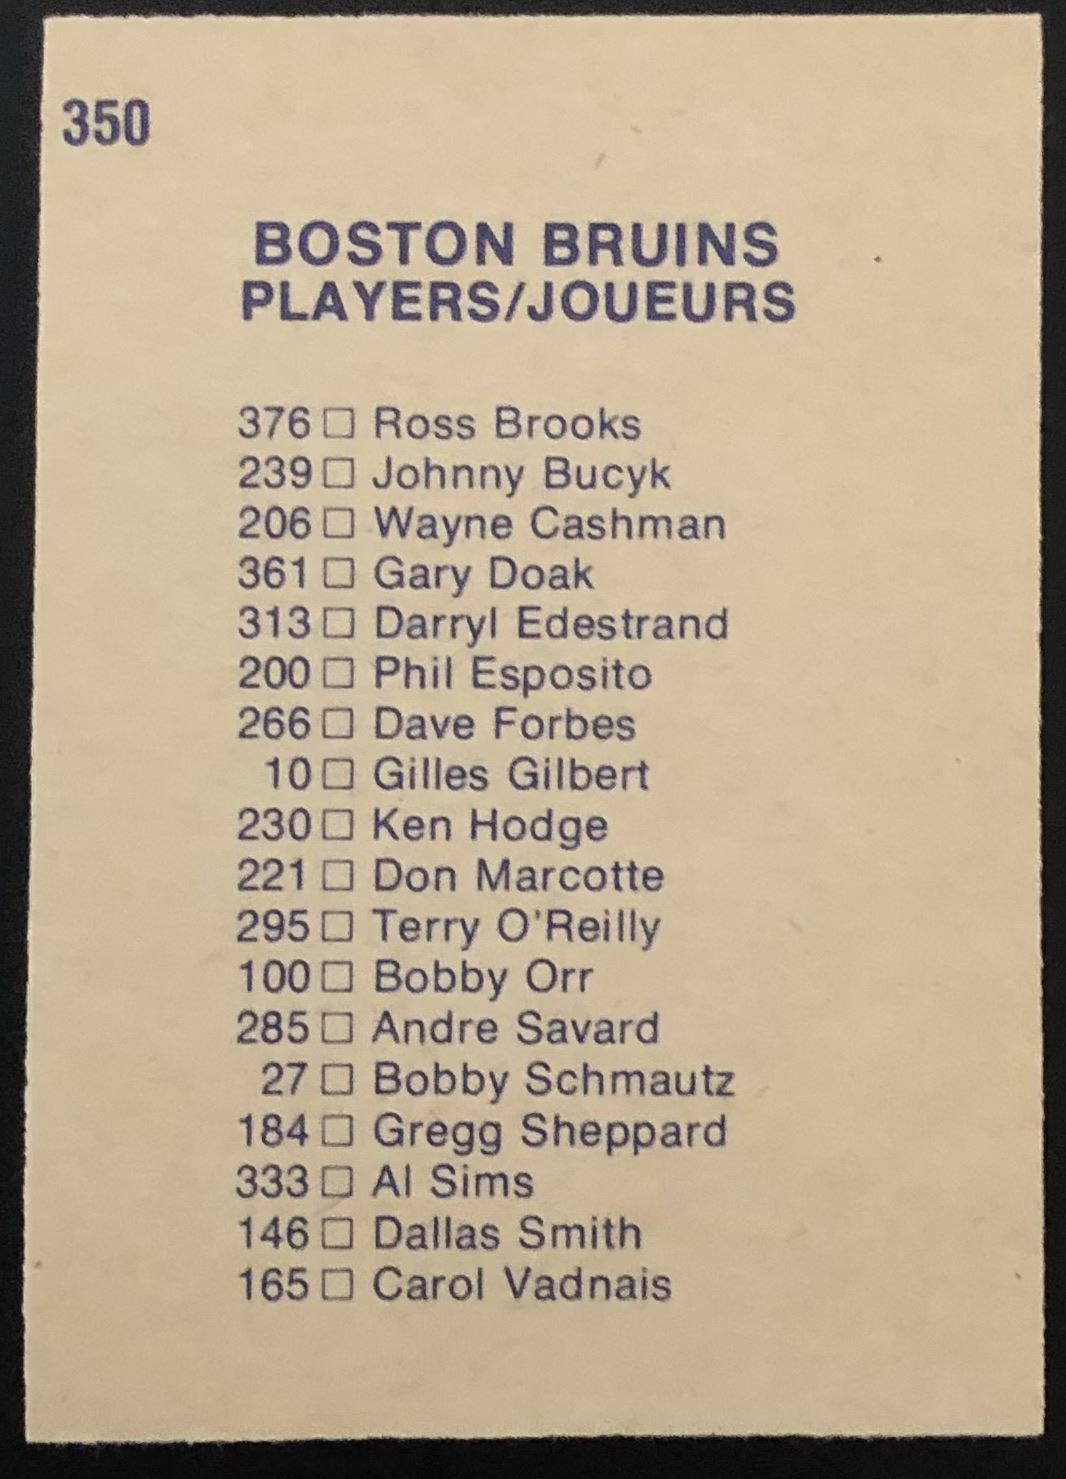 350
BOSTON BRUINS
PLAYERS/JOUEURS
376 □ Ross Brooks
239 □ Johnny Bucyk
206 □ Wayne Cashman
361 □ Gary Doak
313 □ Darryl Edestrand
200 □ Phil Esposito
266 □ Dave Forbes
10 □ Gilles Gilbert
230 □ Ken Hodge
221 □ Don Marcotte
295 □ Terry O'Reilly
100 □ Bobby Orr
285 □ Andre Savard
27 □ Bobby Schmautz
184 □ Gregg Sheppard
333 □ Al Sims
146 □ Dallas Smith
165 □ Carol Vadnais